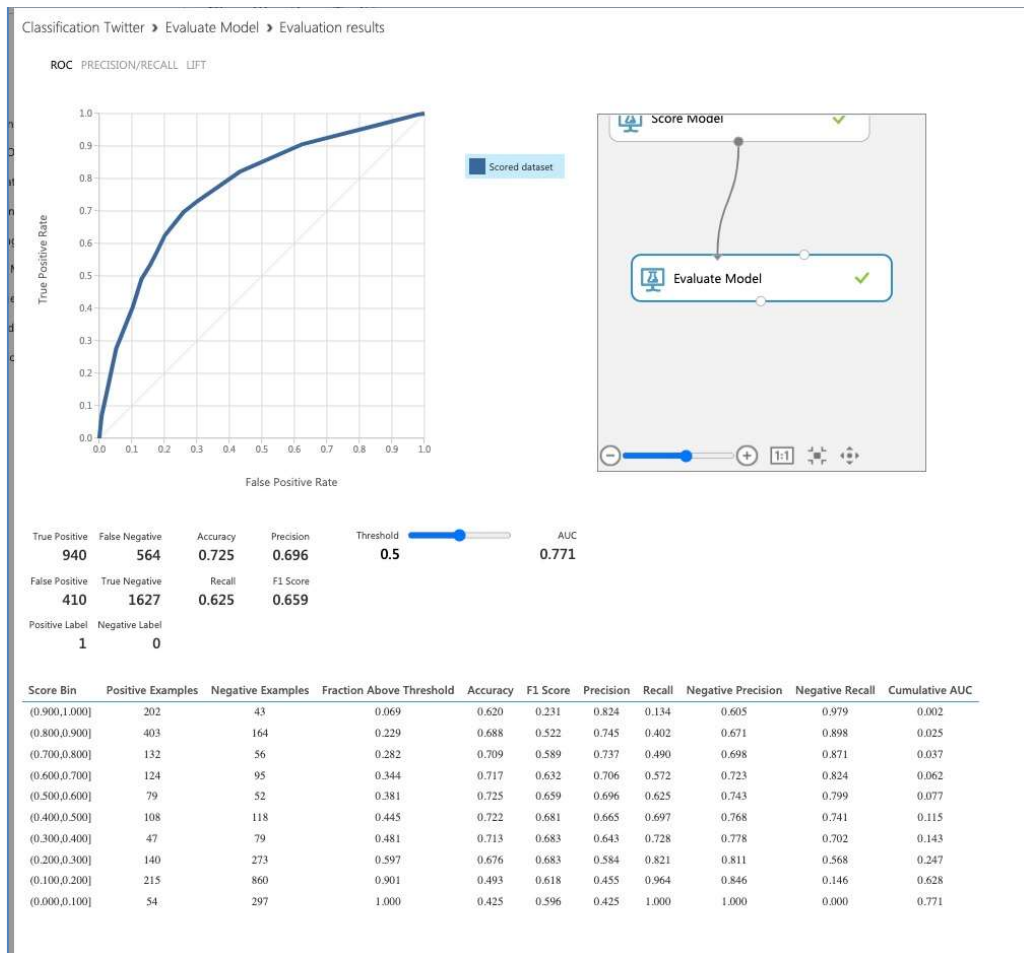 Classification Twitter › Evaluate Model › Evaluation results
ROC PRECISION/RECALL LIFT
1.0
0.9
0.8
0.7
0.6
0.5
0.4
0.3
0.2
0.1
0.0
True Positive Rate
0.0 0.1 0.2 0.3 0.4 0.5 0.6 0.7 0.8 0.9 1.0
False Positive Rate
Scored dataset
Score Model
Evaluate Model
1:1
True Positive False Negative Accuracy Precision Threshold AUC
940 564 0.725 0.696 0.5 0.771
False Positive True Negative Recall F1 Score
410 1627 0.625 0.659
Positive Label Negative Label
1 0
Score Bin Positive Examples Negative Examples Fraction Above Threshold Accuracy F1 Score Precision Recall Negative Precision Negative Recall Cumulative AUC
(0.900,1.000] 202 43 0.069 0.620 0.231 0.824 0.134 0.605 0.979 0.002
(0.800,0.900] 403 164 0.229 0.688 0.522 0.745 0.402 0.671 0.898 0.025
(0.700,0.800] 132 56 0.282 0.709 0.589 0.737 0.490 0.698 0.871 0.037
(0.600,0.700] 124 95 0.344 0.717 0.632 0.706 0.572 0.723 0.824 0.062
(0.500,0.600] 79 52 0.381 0.725 0.659 0.696 0.625 0.743 0.799 0.077
(0.400,0.500] 108 118 0.445 0.722 0.681 0.665 0.697 0.768 0.741 0.115
(0.300,0.400] 47 79 0.481 0.713 0.683 0.643 0.728 0.778 0.702 0.143
(0.200,0.300] 140 273 0.597 0.676 0.683 0.584 0.821 0.811 0.568 0.247
(0.100,0.200] 215 860 0.901 0.493 0.618 0.455 0.964 0.846 0.146 0.628
(0.000,0.100] 54 297 1.000 0.425 0.596 0.425 1.000 1.000 0.000 0.771